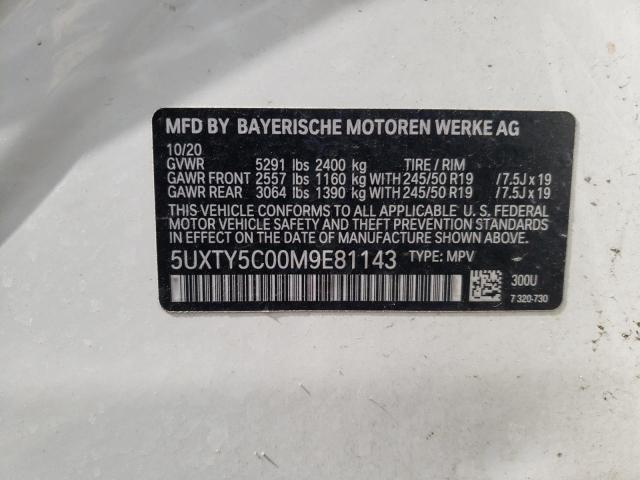 MFD BY BAYERISCHE MOTOREN WERKE AG
10/20
GVWR 5291 lbs 2400 kg TIRE / RIM
GAWR FRONT 2557 lbs 1160 kg WITH 245/50 R19 /7.5J x 19
GAWR REAR 3064 lbs 1390 kg WITH 245/50 R19 /7.5J x 19
THIS VEHICLE CONFORMS TO ALL APPLICABLE U. S. FEDERAL
MOTOR VEHICLE SAFETY AND THEFT PREVENTION STANDARDS
IN EFFECT ON THE DATE OF MANUFACTURE SHOWN ABOVE.
5UXTY5C00M9E81143 TYPE: MPV
300U
7 320-730